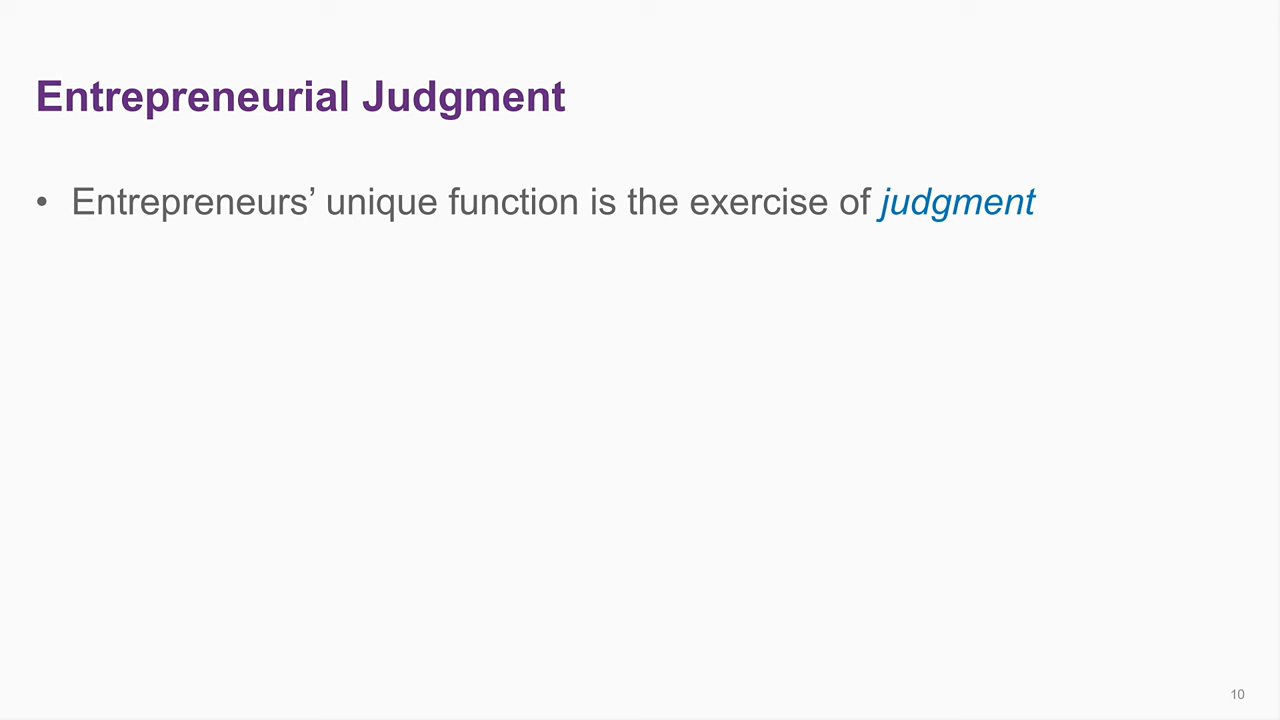 Entrepreneurial Judgment
• Entrepreneurs’ unique function is the exercise of judgment
10